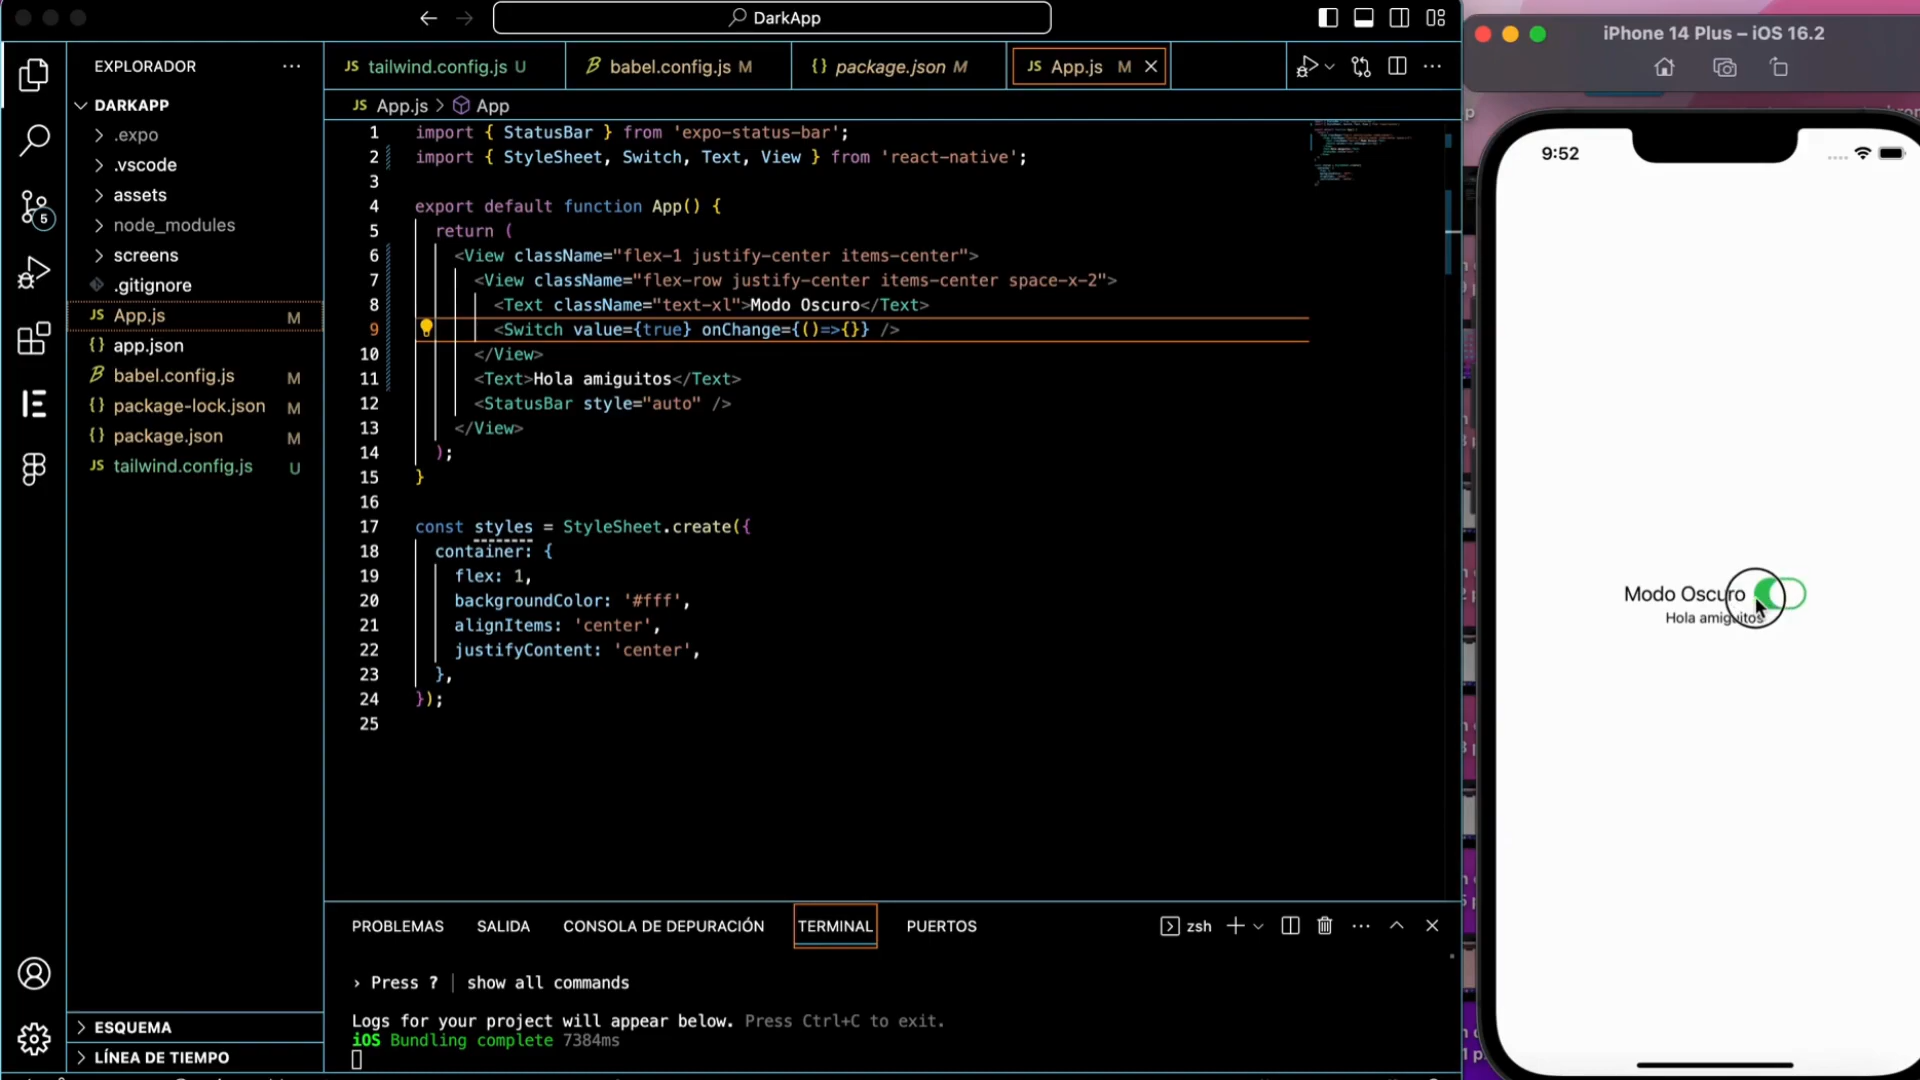 DarkApp
EXPLORADOR
DARKAPP
.expo
.vscode
assets
node_modules
screens
.gitignore
JS App.js M
{} app.json
babel.config.js M
{} package-lock.json M
{} package.json M
JS tailwind.config.js U
5
ESQUEMA
LÍNEA DE TIEMPO
JS tailwind.config.js U
babel.config.js M
{} package.json M
JS App.js M
JS App.js > App
1 import { StatusBar } from 'expo-status-bar';
2 import { StyleSheet, Switch, Text, View } from 'react-native';
3
4 export default function App() {
5 return (
6 <View className="flex-1 justify-center items-center">
7 <View className="flex-row justify-center items-center space-x-2">
8 <Text className="text-xl">Modo Oscuro</Text>
9 <Switch value={true} onChange={()=>{}} />
10 </View>
11 <Text>Hola amiguitos</Text>
12 <StatusBar style="auto" />
13 </View>
14 );
15 }
16
17 const styles = StyleSheet.create({
18 container: {
19 flex: 1,
20 backgroundColor: '#fff',
21 alignItems: 'center',
22 justifyContent: 'center',
23 },
24 });
25
PROBLEMAS SALIDA CONSOLA DE DEPURACIÓN TERMINAL PUERTOS
zsh
› Press ? │ show all commands
Logs for your project will appear below. Press Ctrl+C to exit.
iOS Bundling complete 7384ms
iPhone 14 Plus – iOS 16.2
9:52
Modo Oscuro
Hola amiguitos